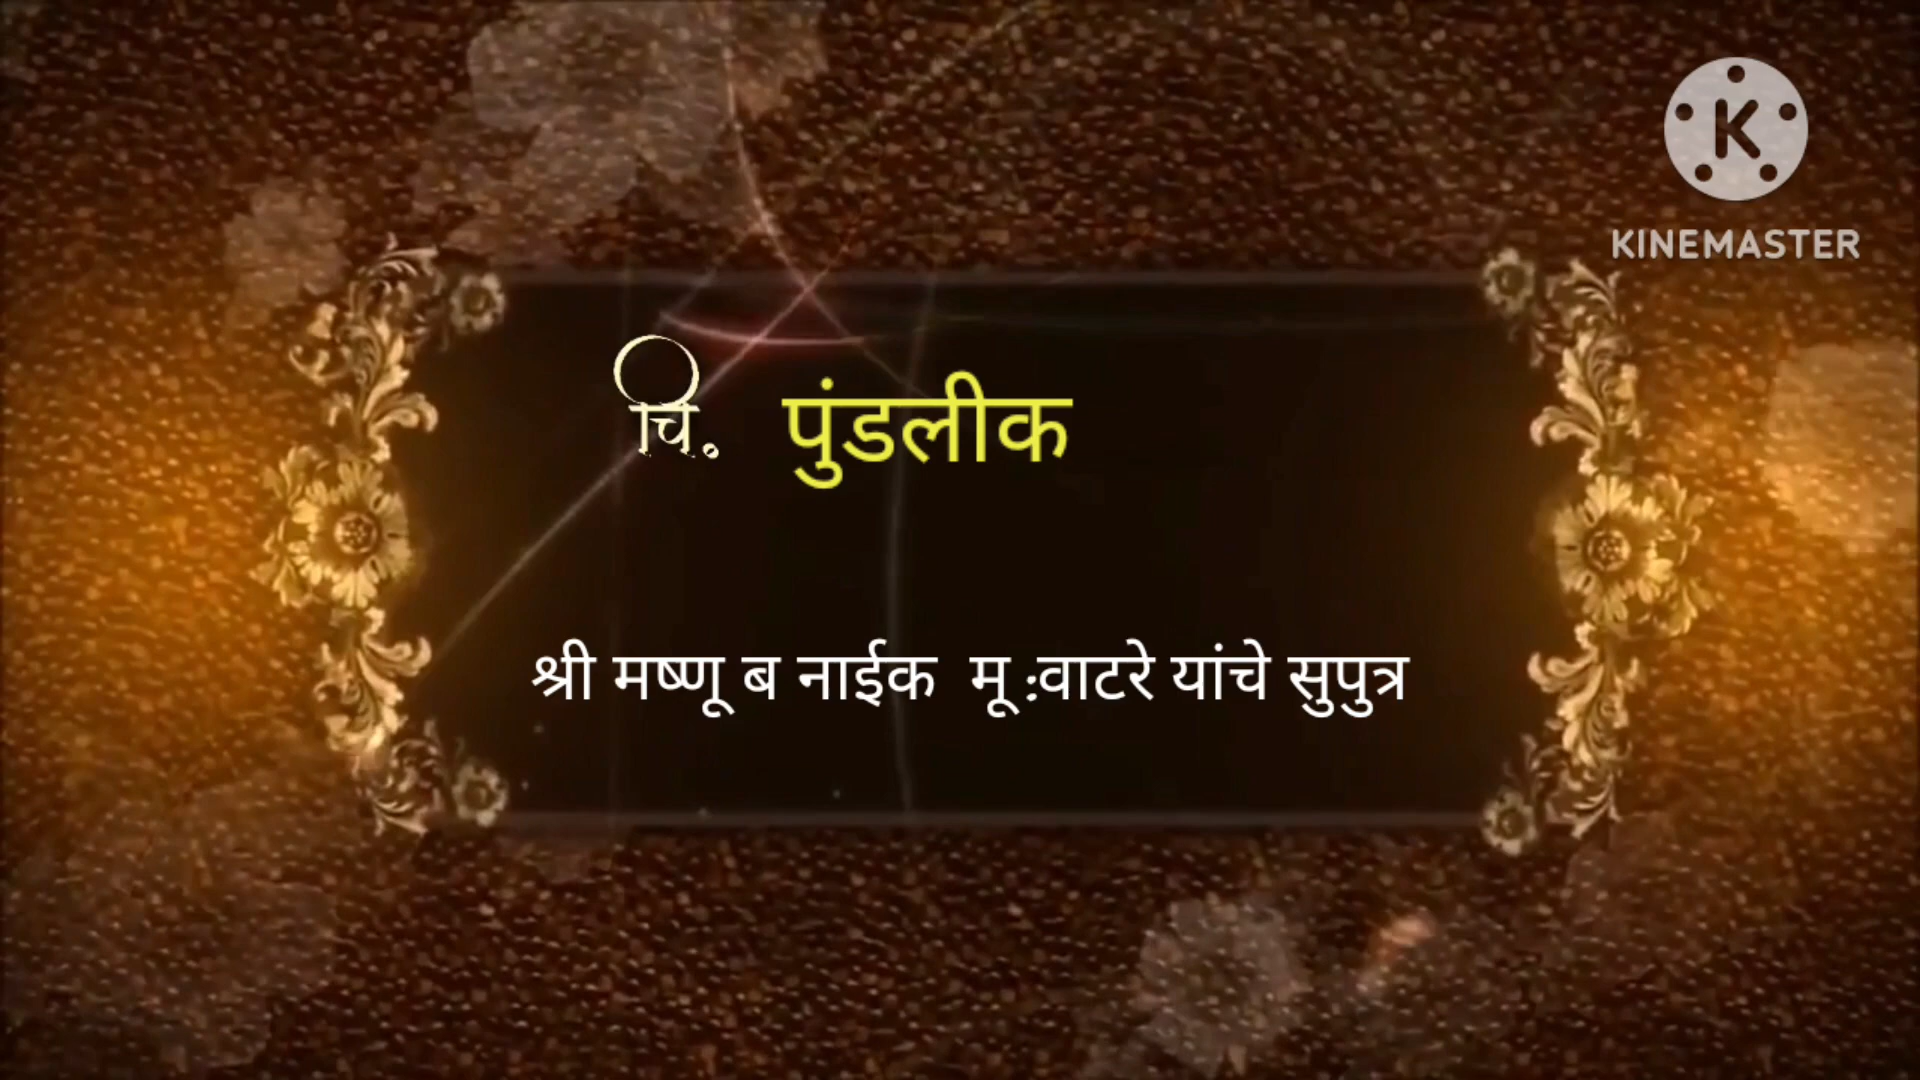 KINEMASTER
चि. पुंडलीक
श्री मष्णू ब नाईक मू :वाटरे यांचे सुपुत्र